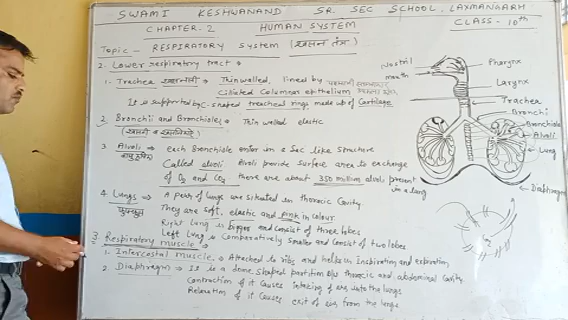 SWAMI KESHWANAND SR. SEC SCHOOL, LAXMANGARH
CHAPTER-2 HUMAN SYSTEM CLASS-10th
Topic - RESPIRATORY SYSTEM (श्वसन तंत्र)
2. Lower respiratory tract
1. Trachea श्वासनली → Thin walled, lined by
Ciliated Columnar epithelium
It is supported by C-shaped tracheal rings made up of Cartilage
2. Bronchii and Bronchioles → Thin walled elastic
3 Alvoli → each Bronchiole enter in a Sac like structure
Called alvoli. Alvoli provide surface area to exchange
of O2 and CO2 there are about 350 million alvoli present
in a lung
4. Lungs → A pair of lungs are situated in thoracic Cavity
फुफ्फुस They are soft, elastic and pink in colour
Right lung is bigger and consist of three lobes
Left lung is comparatively smaller and consist of two lobes
3. Respiratory muscle →
1. Intercostal muscle → Attached to ribs and helps in Inspiration and expiration
2. Diaphragm → It is a dome shaped partition b/w thoracic and abdominal cavity.
Contraction of it causes intaking of air into the lungs
Relaxation of it causes exit of air from the lungs
Nostril
mouth
Pharynx
Larynx
Trachea
Bronchi
Bronchiole
Alvoli
Lung
Diaphragm